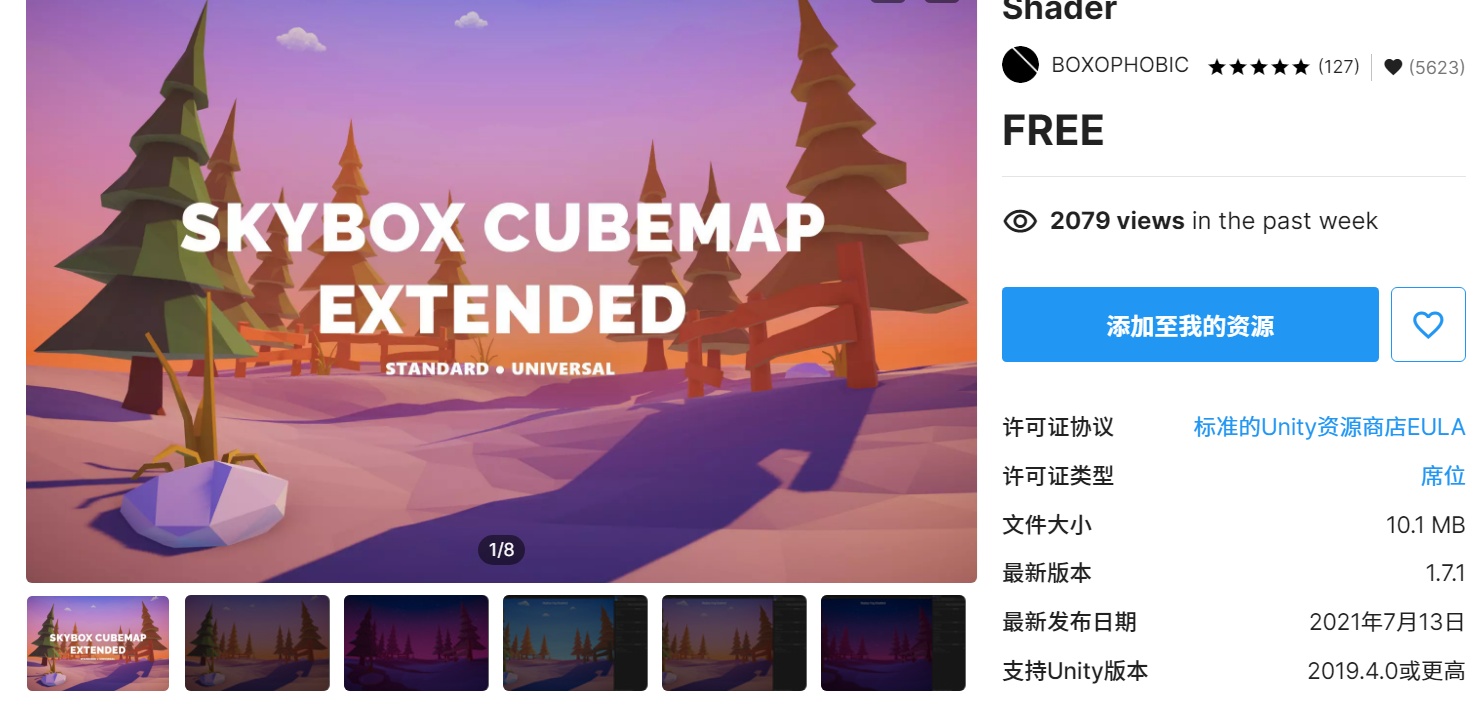 Shader
BOXOPHOBIC ★★★★★ (127) | ♥ (5623)
FREE
2079 views in the past week
添加至我的资源
许可证协议 标准的Unity资源商店EULA
许可证类型 席位
文件大小 10.1 MB
最新版本 1.7.1
最新发布日期 2021年7月13日
支持Unity版本 2019.4.0或更高
SKYBOX CUBEMAP
EXTENDED
STANDARD • UNIVERSAL
1/8
SKYBOX CUBEMAP
EXTENDED